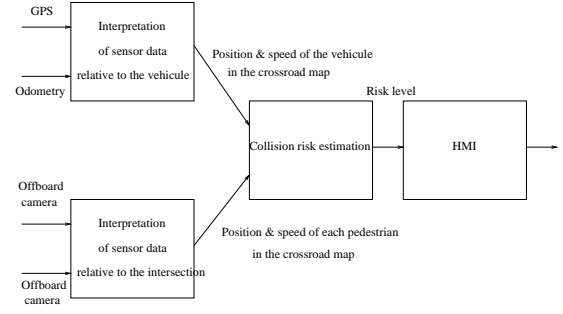 GPS
Interpretation
of sensor data
relative to the vehicule
Odometry
Position & speed of the vehicule
in the crossroad map
Risk level
Collision risk estimation
HMI
Offboard
camera
Interpretation
of sensor data
relative to the intersection
Offboard
camera
Position & speed of each pedestrian
in the crossroad map